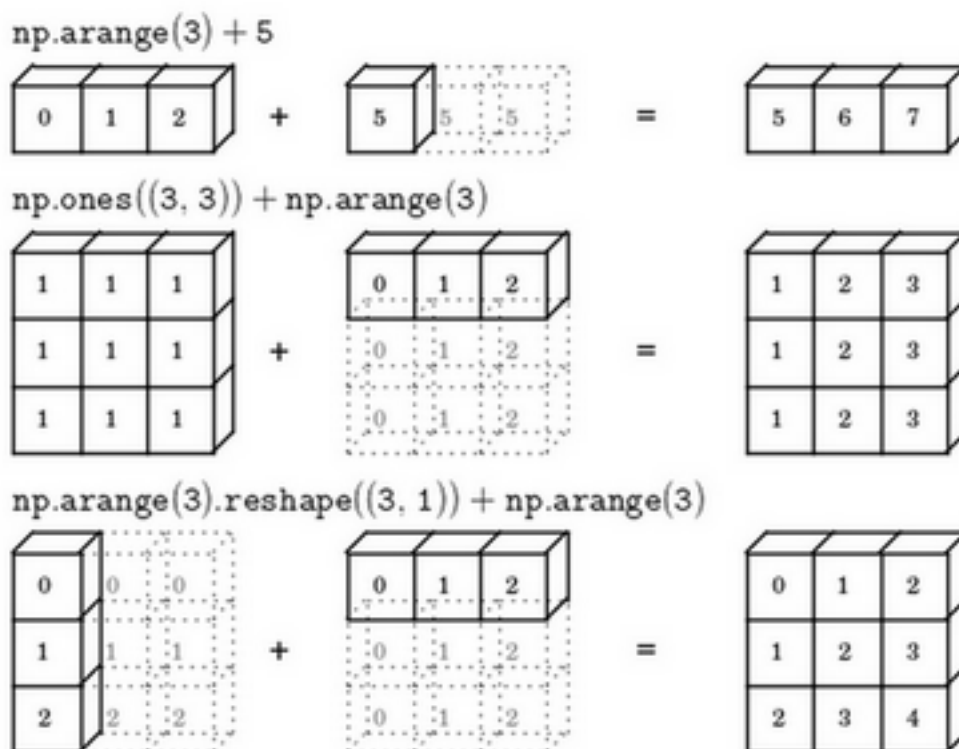 np.arange(3) + 5
0 1 2 + 5 5 5 = 5 6 7
np.ones((3, 3)) + np.arange(3)
1 1 1 0 1 2 1 2 3
1 1 1 + 0 1 2 = 1 2 3
1 1 1 0 1 2 1 2 3
np.arange(3).reshape((3, 1)) + np.arange(3)
0 0 0 0 1 2 0 1 2
1 1 1 + 0 1 2 = 1 2 3
2 2 2 0 1 2 2 3 4